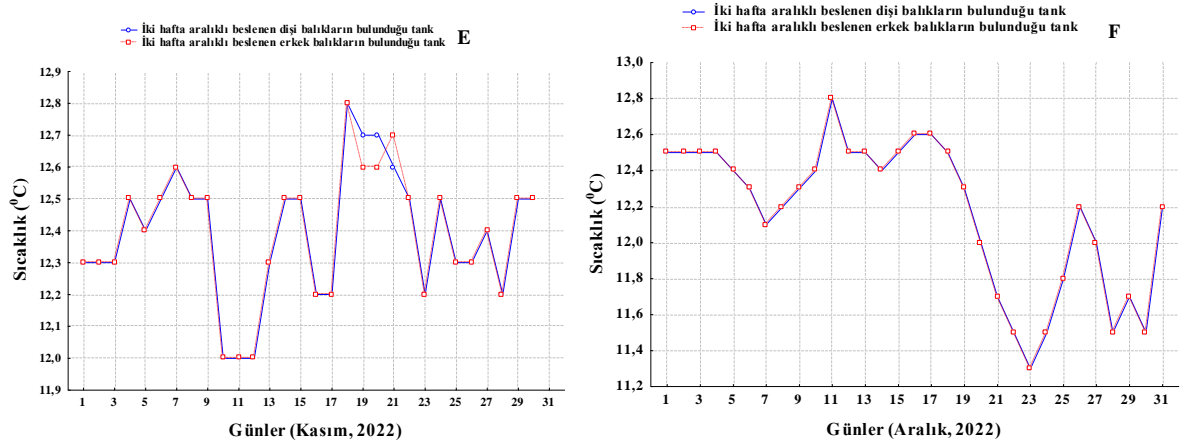 İki hafta aralıklı beslenen dişi balıkların bulunduğu tank
İki hafta aralıklı beslenen erkek balıkların bulunduğu tank
E
12,9
12,8
12,7
12,6
12,5
12,4
12,3
12,2
12,1
12,0
11,9
Sıcaklık (⁰C)
1 3 5 7 9 11 13 15 17 19 21 23 25 27 29 31
Günler (Kasım, 2022)
İki hafta aralıklı beslenen dişi balıkların bulunduğu tank
İki hafta aralıklı beslenen erkek balıkların bulunduğu tank
F
13,0
12,8
12,6
12,4
12,2
12,0
11,8
11,6
11,4
11,2
Sıcaklık (⁰C)
1 3 5 7 9 11 13 15 17 19 21 23 25 27 29 31
Günler (Aralık, 2022)